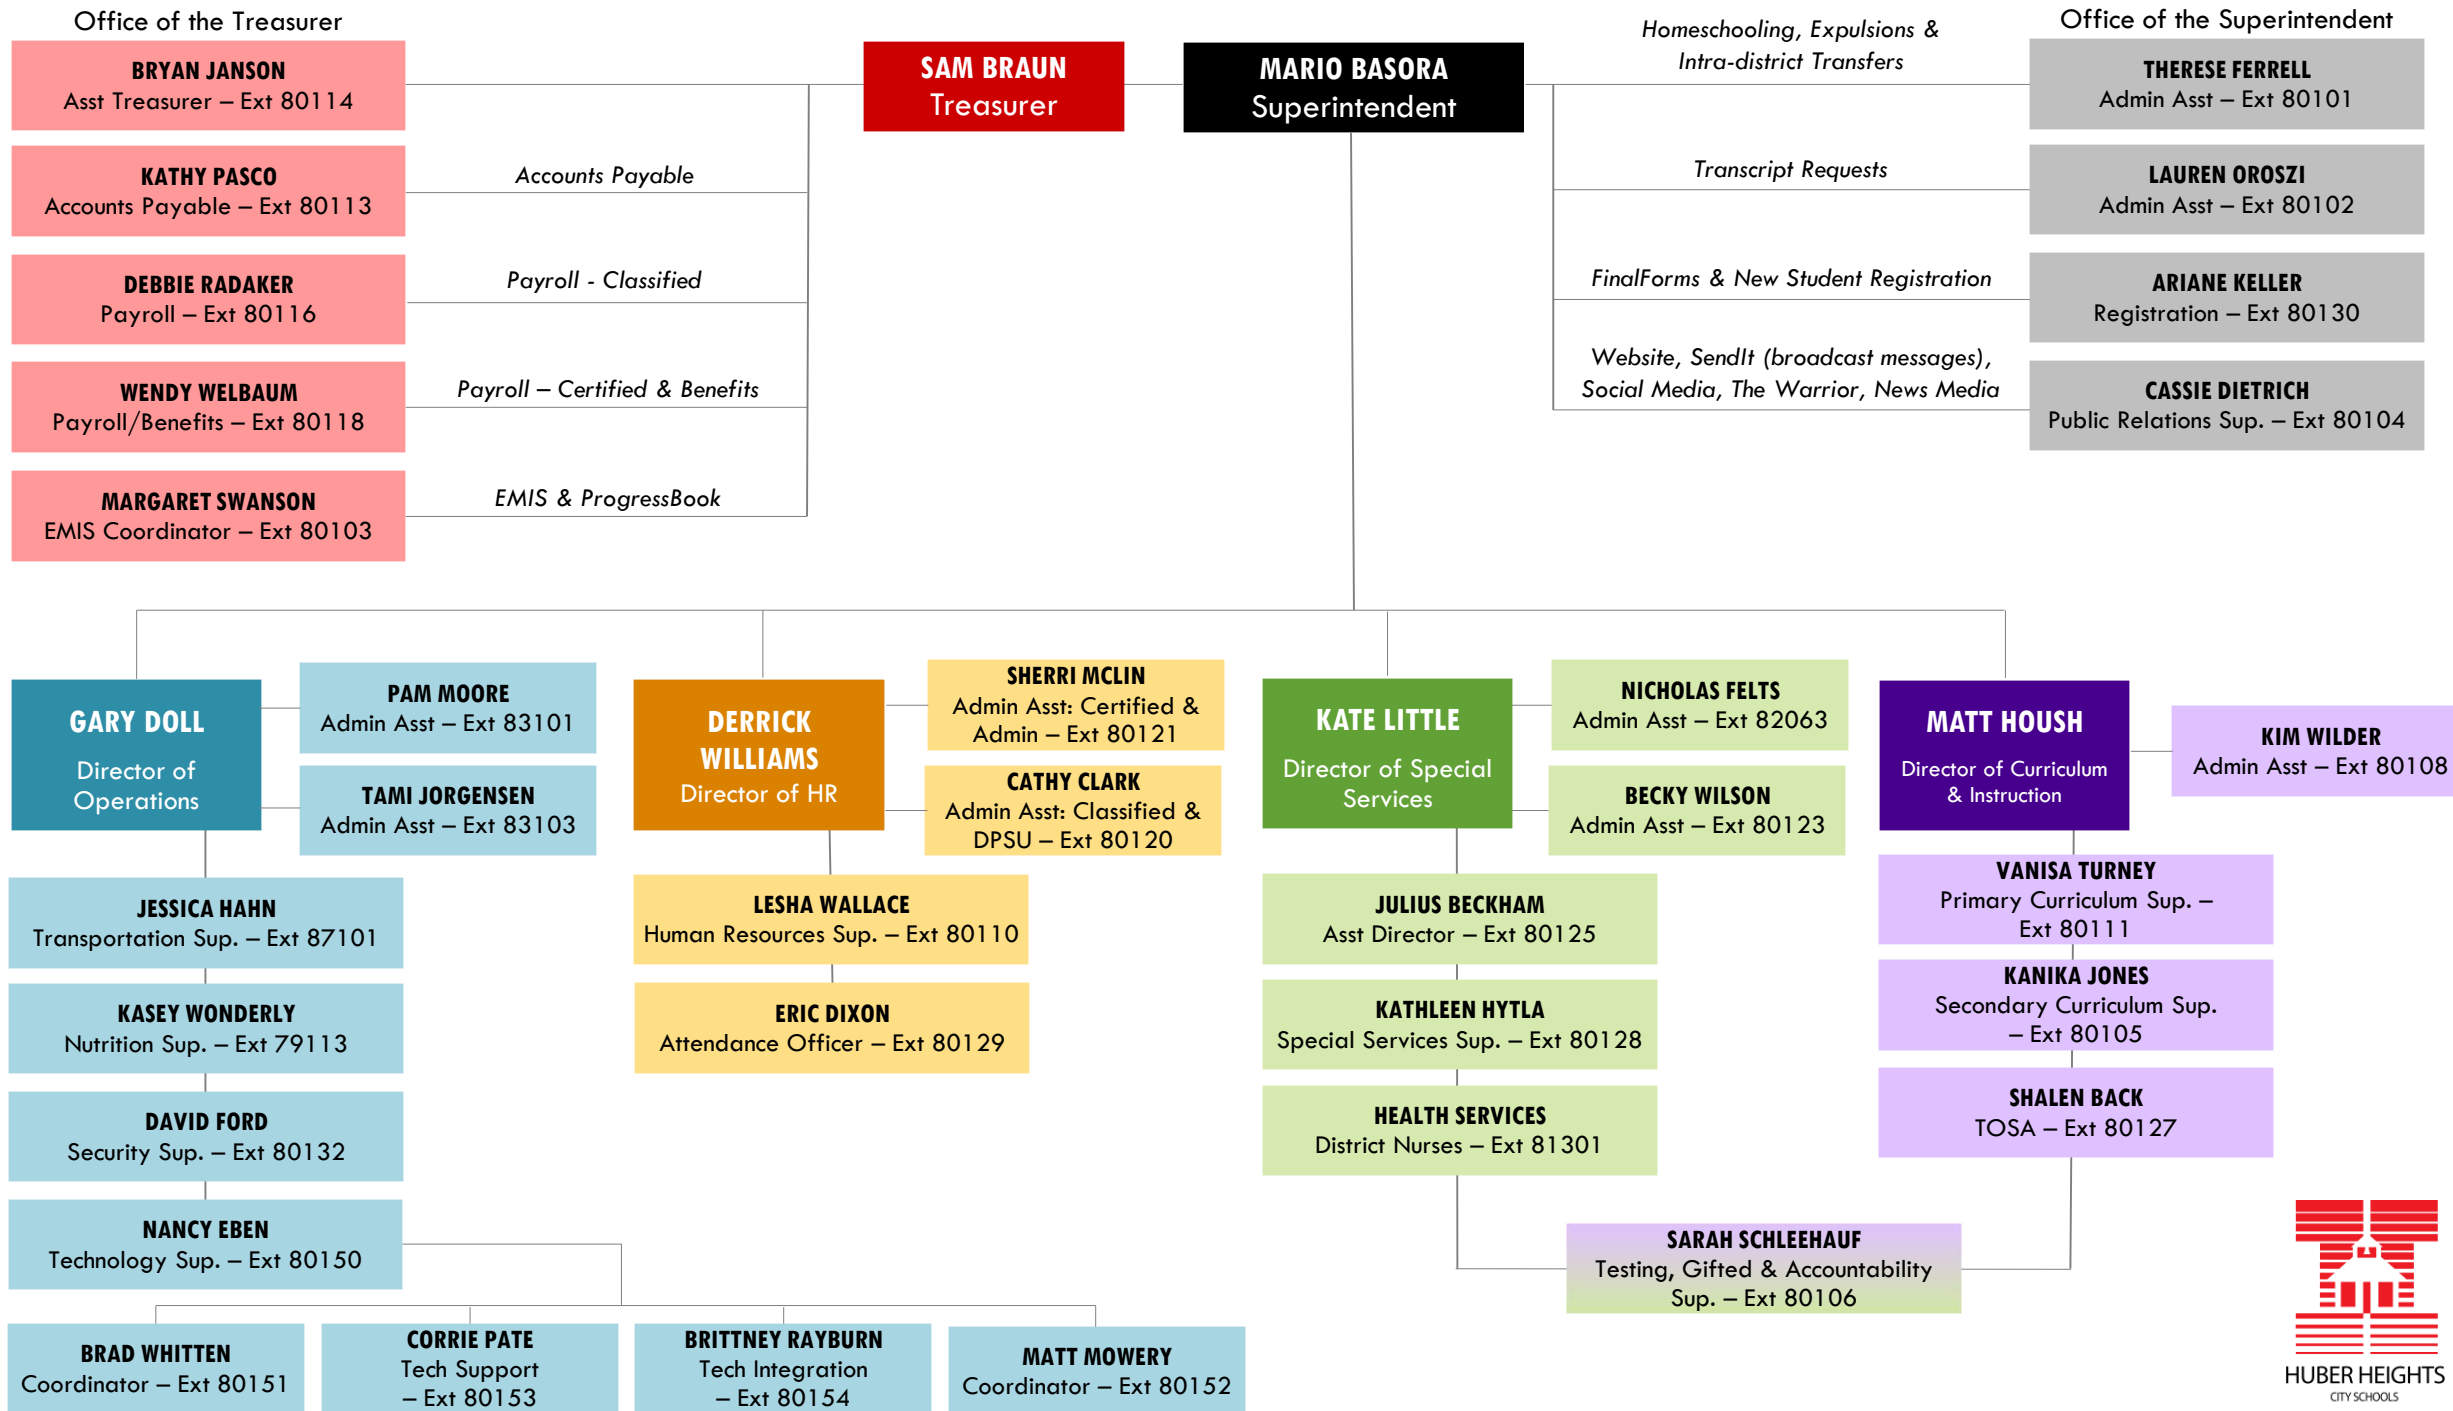 Office of the Treasurer
BRYAN JANSON
Asst Treasurer – Ext 80114
KATHY PASCO
Accounts Payable – Ext 80113
DEBBIE RADAKER
Payroll – Ext 80116
WENDY WELBAUM
Payroll/Benefits – Ext 80118
MARGARET SWANSON
EMIS Coordinator – Ext 80103
Accounts Payable
Payroll - Classified
Payroll – Certified & Benefits
EMIS & ProgressBook
SAM BRAUN
Treasurer
MARIO BASORA
Superintendent
Homeschooling, Expulsions &
Intra-district Transfers
Transcript Requests
FinalForms & New Student Registration
Website, SendIt (broadcast messages),
Social Media, The Warrior, News Media
Office of the Superintendent
THERESE FERRELL
Admin Asst – Ext 80101
LAUREN OROSZI
Admin Asst – Ext 80102
ARIANE KELLER
Registration – Ext 80130
CASSIE DIETRICH
Public Relations Sup. – Ext 80104
GARY DOLL
Director of
Operations
PAM MOORE
Admin Asst – Ext 83101
TAMI JORGENSEN
Admin Asst – Ext 83103
JESSICA HAHN
Transportation Sup. – Ext 87101
KASEY WONDERLY
Nutrition Sup. – Ext 79113
DAVID FORD
Security Sup. – Ext 80132
NANCY EBEN
Technology Sup. – Ext 80150
BRAD WHITTEN
Coordinator – Ext 80151
CORRIE PATE
Tech Support
– Ext 80153
BRITTNEY RAYBURN
Tech Integration
– Ext 80154
MATT MOWERY
Coordinator – Ext 80152
DERRICK
WILLIAMS
Director of HR
SHERRI MCLIN
Admin Asst: Certified &
Admin – Ext 80121
CATHY CLARK
Admin Asst: Classified &
DPSU – Ext 80120
LESHA WALLACE
Human Resources Sup. – Ext 80110
ERIC DIXON
Attendance Officer – Ext 80129
KATE LITTLE
Director of Special
Services
NICHOLAS FELTS
Admin Asst – Ext 82063
BECKY WILSON
Admin Asst – Ext 80123
JULIUS BECKHAM
Asst Director – Ext 80125
KATHLEEN HYTLA
Special Services Sup. – Ext 80128
HEALTH SERVICES
District Nurses – Ext 81301
MATT HOUSH
Director of Curriculum
& Instruction
KIM WILDER
Admin Asst – Ext 80108
VANISA TURNEY
Primary Curriculum Sup. –
Ext 80111
KANIKA JONES
Secondary Curriculum Sup.
– Ext 80105
SHALEN BACK
TOSA – Ext 80127
SARAH SCHLEEHAUF
Testing, Gifted & Accountability
Sup. – Ext 80106
HUBER HEIGHTS
CITY SCHOOLS